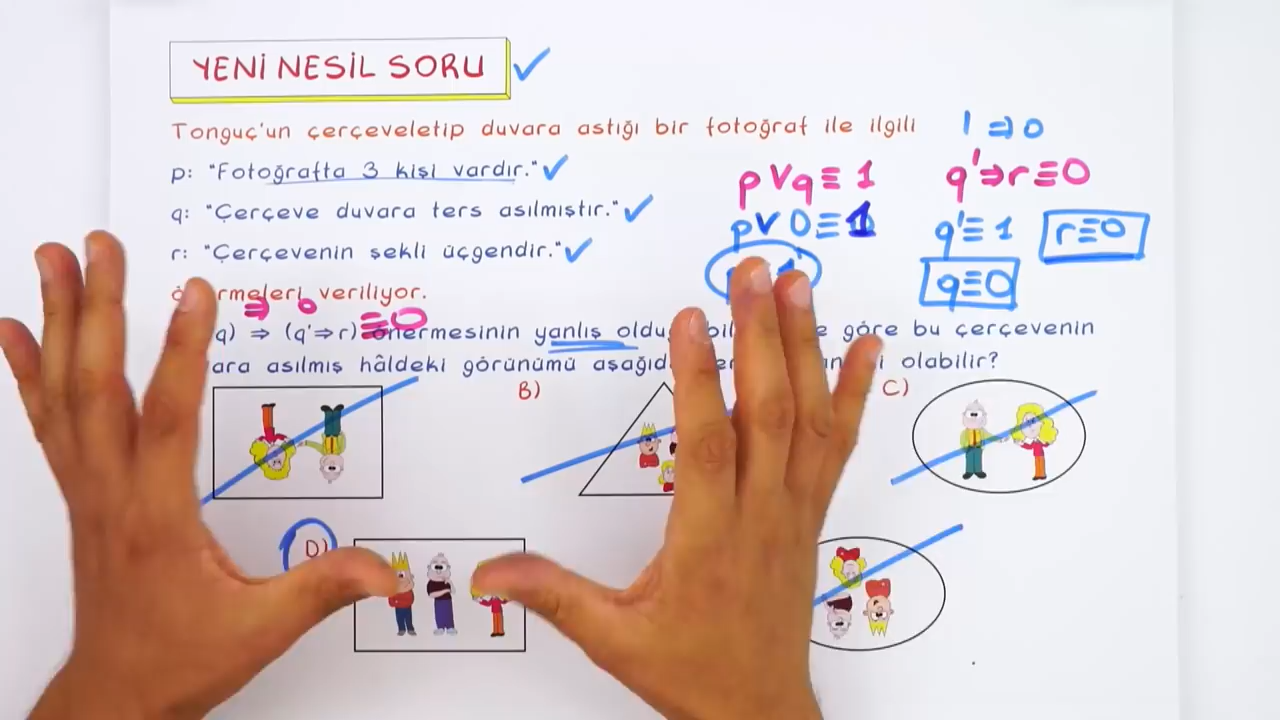 YENİ NESİL SORU
Tonguç'un çerçeveletip duvara astığı bir fotoğraf ile ilgili
p: "Fotoğrafta 3 kişi vardır."
q: "Çerçeve duvara ters asılmıştır."
r: "Çerçevenin şekli üçgendir."
veriliyor.
q) ⇒ (q'⇒r) önermesinin yanlış göre bu çerçevenin
asılmış hâldeki görünümü olabilir?
B)
C)
D)
⇒ 0
≡0
p∨q≡1
p∨0≡1
1 ⇒ 0
q'⇒r≡0
q'≡1
r≡0
q≡0